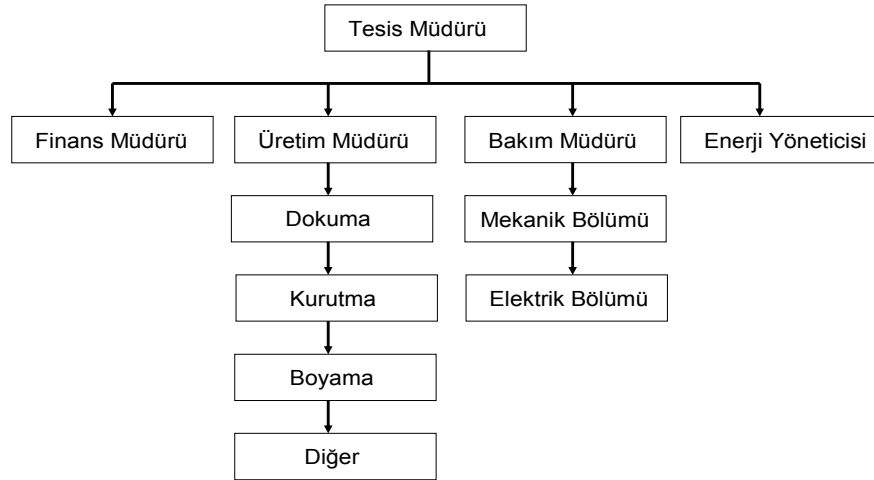 Tesis Müdürü
Finans Müdürü
Üretim Müdürü
Bakım Müdürü
Enerji Yöneticisi
Dokuma
Mekanik Bölümü
Kurutma
Elektrik Bölümü
Boyama
Diğer